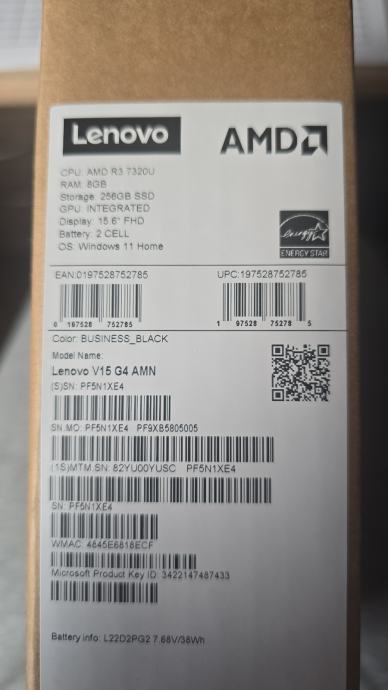 Lenovo
AMD
CPU: AMD R3 7320U
RAM: 8GB
Storage: 256GB SSD
GPU: INTEGRATED
Display: 15.6" FHD
Battery: 2 CELL
OS: Windows 11 Home
energy
ENERGY STAR
EAN:0197528752785
UPC:197528752785
0 197528 752785
1 97528 75278 5
Color: BUSINESS_BLACK
Model Name:
Lenovo V15 G4 AMN
(S)SN: PF5N1XE4
SN.MO: PF5N1XE4 PF9XB5805005
(1S)MTM.SN: 82YU00YUSC PF5N1XE4
SN: PF5N1XE4
WMAC: 4845E6818ECF
Microsoft Product Key ID: 3422147487433
Battery info: L22D2PG2 7.68V/38Wh